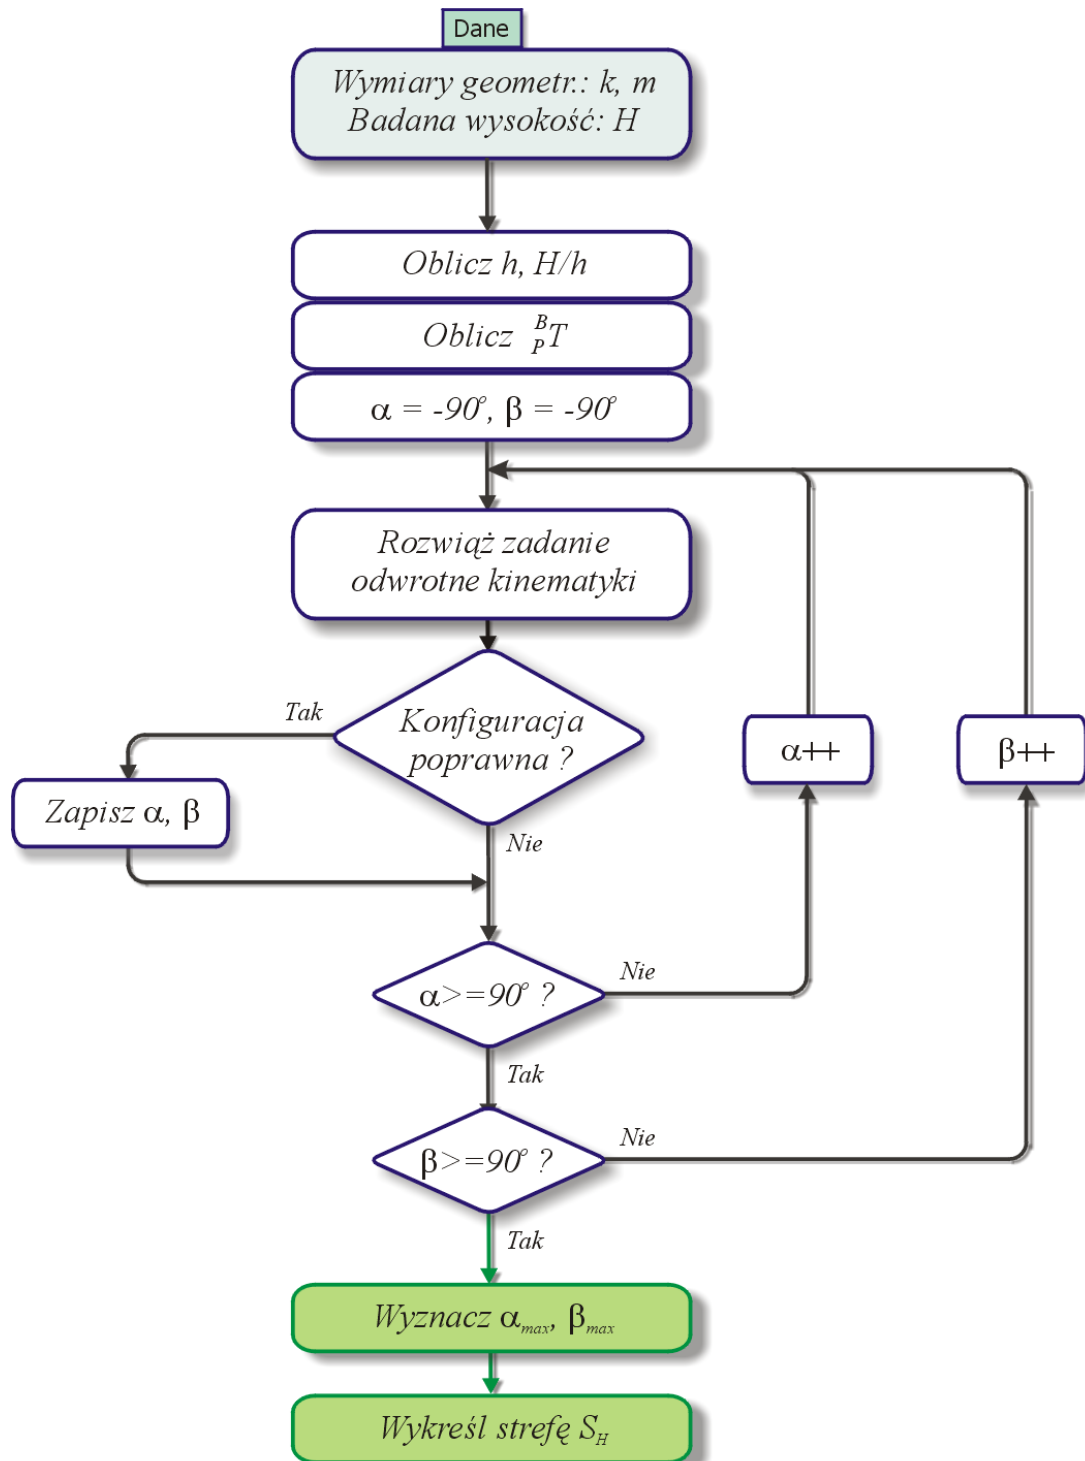 Dane
Wymiary geometr.: k, m
Badana wysokość: H
Oblicz h, H/h
Oblicz ᴮₚT
α = -90°, β = -90°
Rozwiąż zadanie
odwrotne kinematyki
Tak
Konfiguracja
poprawna ?
α++
β++
Zapisz α, β
Nie
Nie
α>=90° ?
Tak
Nie
β>=90° ?
Tak
Wyznacz αmax, βmax
Wykreśl strefę SH